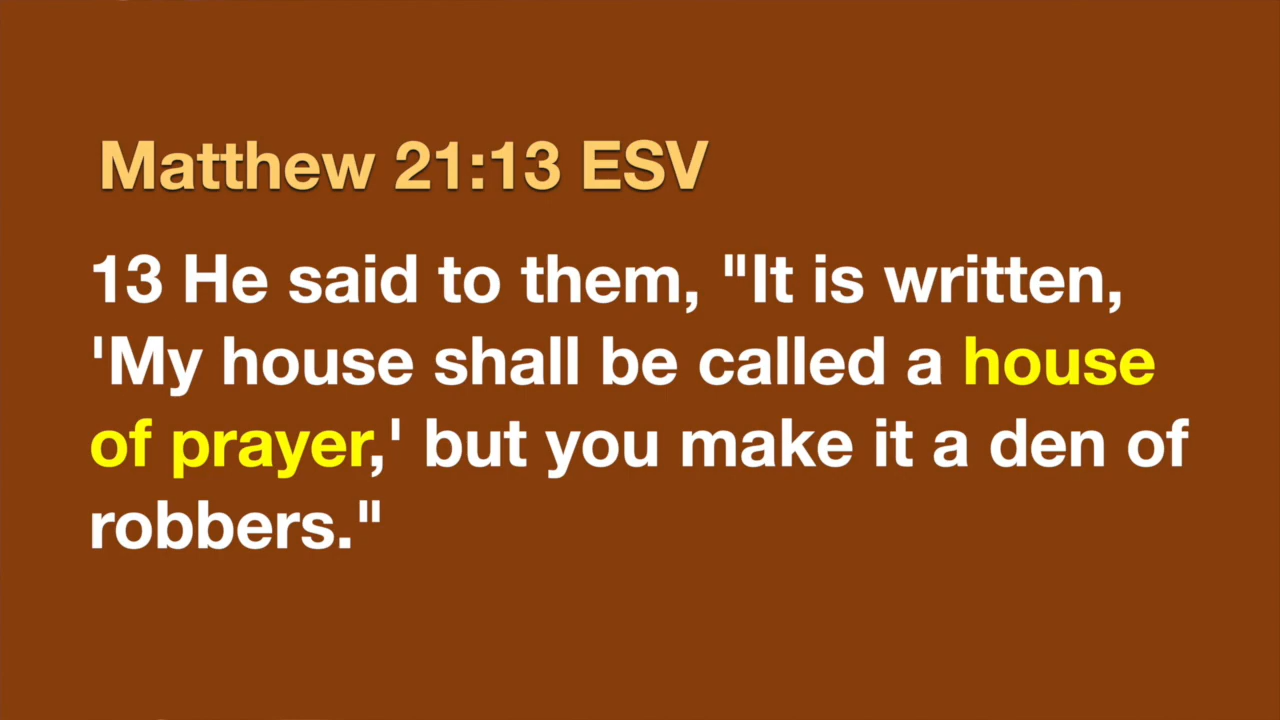 Matthew 21:13 ESV
13 He said to them, "It is written,
'My house shall be called a house
of prayer,' but you make it a den of
robbers."